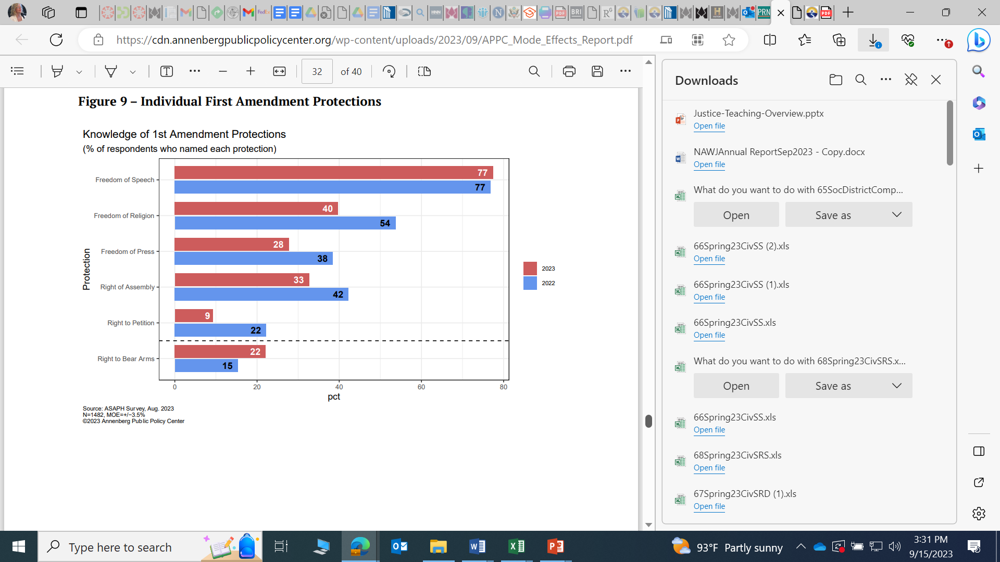 FedEx
HNN
PDF
BRI
PRN
PDF
https://cdn.annenbergpublicpolicycenter.org/wp-content/uploads/2023/09/APPC_Mode_Effects_Report.pdf
32 of 40
Figure 9 – Individual First Amendment Protections
Knowledge of 1st Amendment Protections
(% of respondents who named each protection)
Protection
Freedom of Speech
77
77
Freedom of Religion
40
54
Freedom of Press
28
38
Right of Assembly
33
42
Right to Petition
9
22
Right to Bear Arms
22
15
0 20 40 60 80
pct
2023
2022
Source: ASAPH Survey, Aug. 2023
N=1482, MOE=+/−3.5%
©2023 Annenberg Public Policy Center
Downloads
Justice-Teaching-Overview.pptx
Open file
NAWJAnnual ReportSep2023 - Copy.docx
Open file
What do you want to do with 65SocDistrictComp...
Open Save as
66Spring23CivSS (2).xls
Open file
66Spring23CivSS (1).xls
Open file
66Spring23CivSS.xls
Open file
What do you want to do with 68Spring23CivSRS.x...
Open Save as
66Spring23CivSS.xls
Open file
68Spring23CivSRS.xls
Open file
67Spring23CivSRD (1).xls
Open file
Type here to search
93°F Partly sunny
3:31 PM
9/15/2023